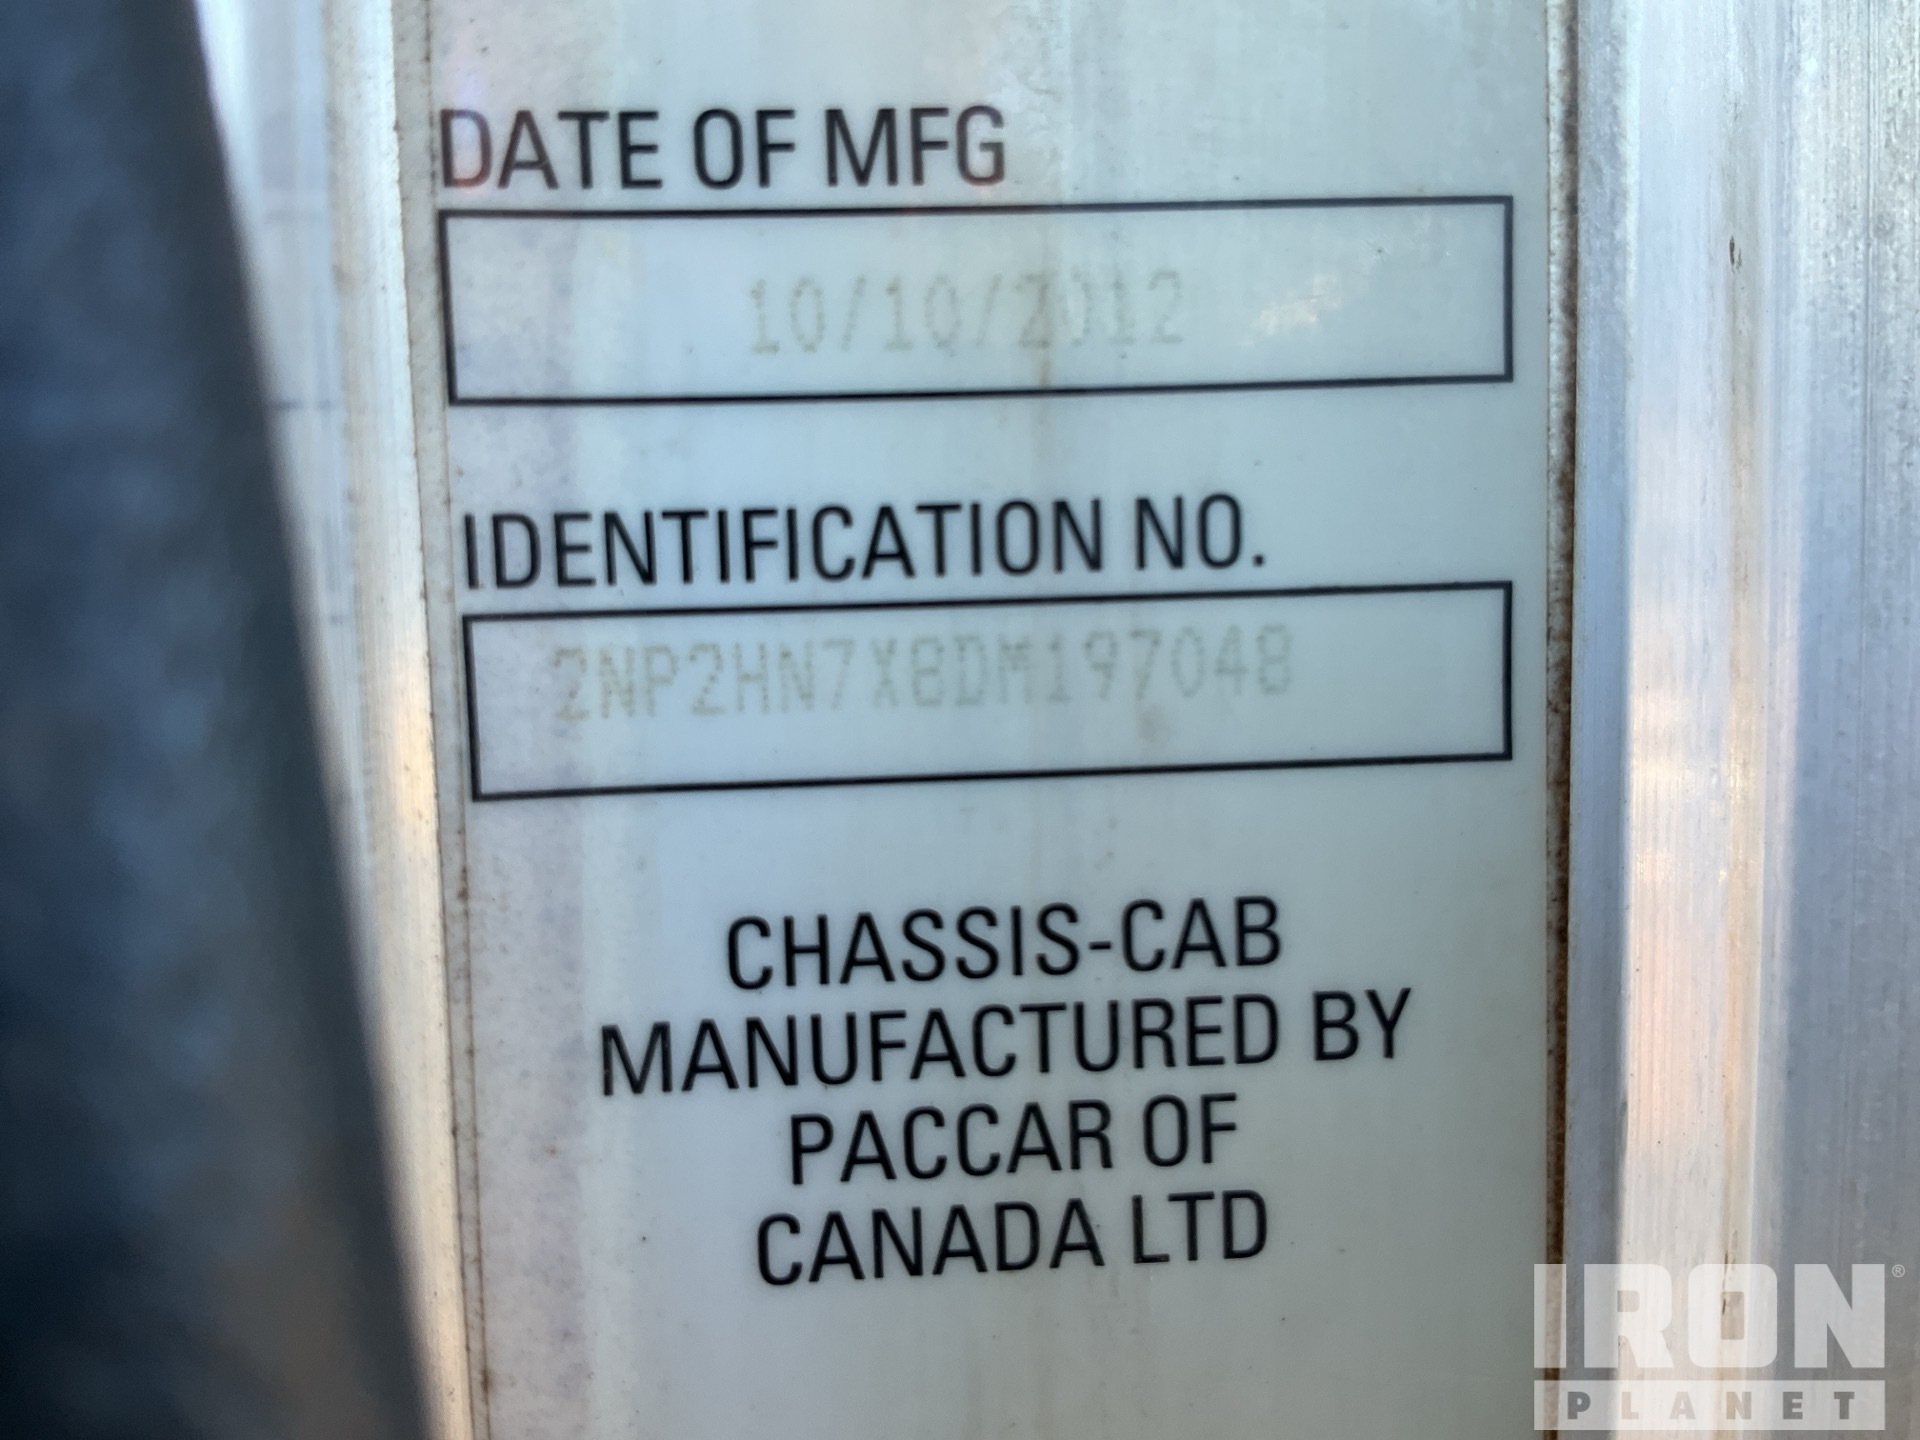 DATE OF MFG
10/10/2012
IDENTIFICATION NO.
2NP2HN7X8DM197048
CHASSIS-CAB
MANUFACTURED BY
PACCAR OF
CANADA LTD
IRON®
PLANET